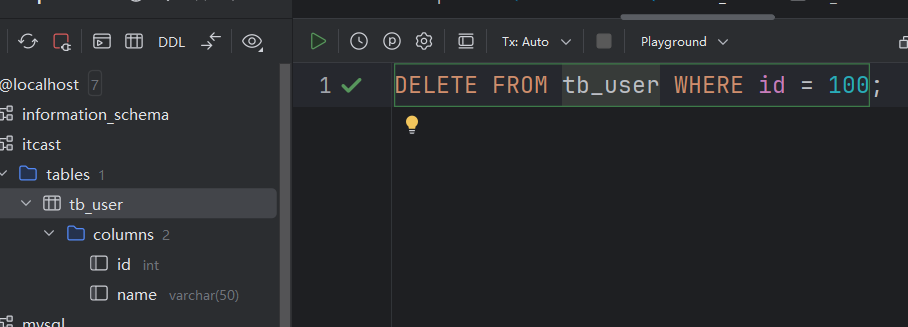 DDL
Tx: Auto
Playground
@localhost 7
information_schema
itcast
tables 1
tb_user
columns 2
id int
name varchar(50)
mysql
1 DELETE FROM tb_user WHERE id = 100;